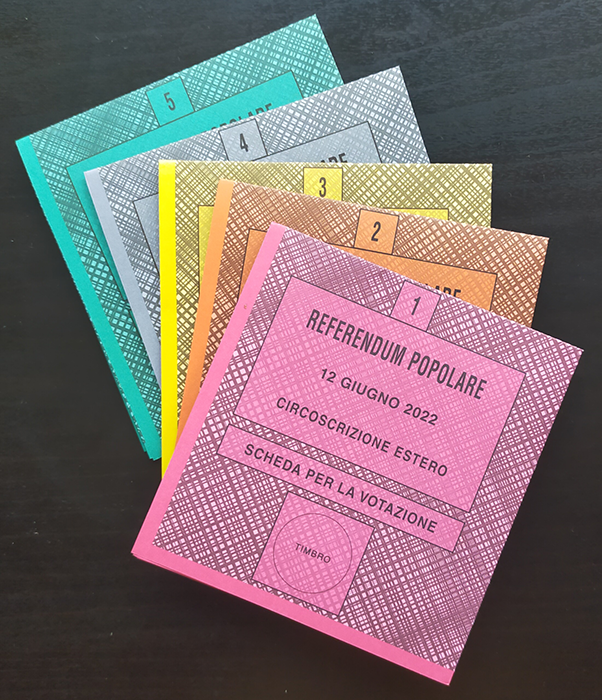 5
4
3
2
1
REFERENDUM POPOLARE
12 GIUGNO 2022
CIRCOSCRIZIONE ESTERO
SCHEDA PER LA VOTAZIONE
TIMBRO